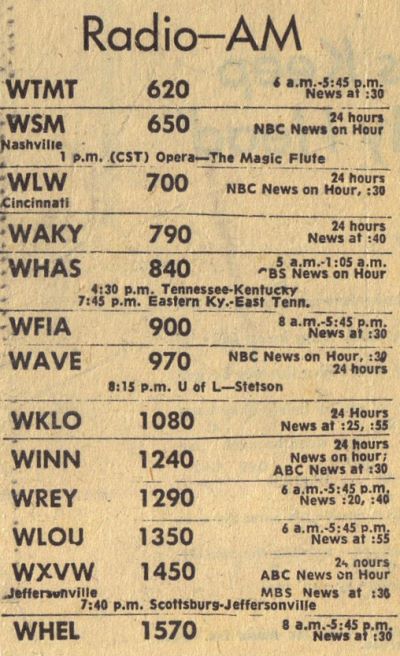 Radio—AM
WTMT 620 6 a.m.-5:45 p.m.
News at :30
WSM 650 24 hours
NBC News on Hour
Nashville
1 p.m. (CST) Opera—The Magic Flute
WLW 700 24 hours
NBC News on Hour, :30
Cincinnati
WAKY 790 24 hours
News at :40
WHAS 840 5 a.m.-1:05 a.m.
CBS News on Hour
4:30 p.m. Tennessee-Kentucky
7:45 p.m. Eastern Ky.-East Tenn.
WFIA 900 8 a.m.-5:45 p.m.
News at :30
WAVE 970 NBC News on Hour, :30
24 hours
8:15 p.m. U of L—Stetson
WKLO 1080 24 Hours
News at :25, :55
WINN 1240 24 hours
News on hour;
ABC News at :30
WREY 1290 6 a.m.-5:45 p.m.
News :20, :40
WLOU 1350 6 a.m.-5:45 p.m.
News at :55
WXVW 1450 24 hours
ABC News on Hour
Jeffersonville MBS News at :30
7:40 p.m. Scottsburg-Jeffersonville
WHEL 1570 8 a.m.-5:45 p.m.
News at :30